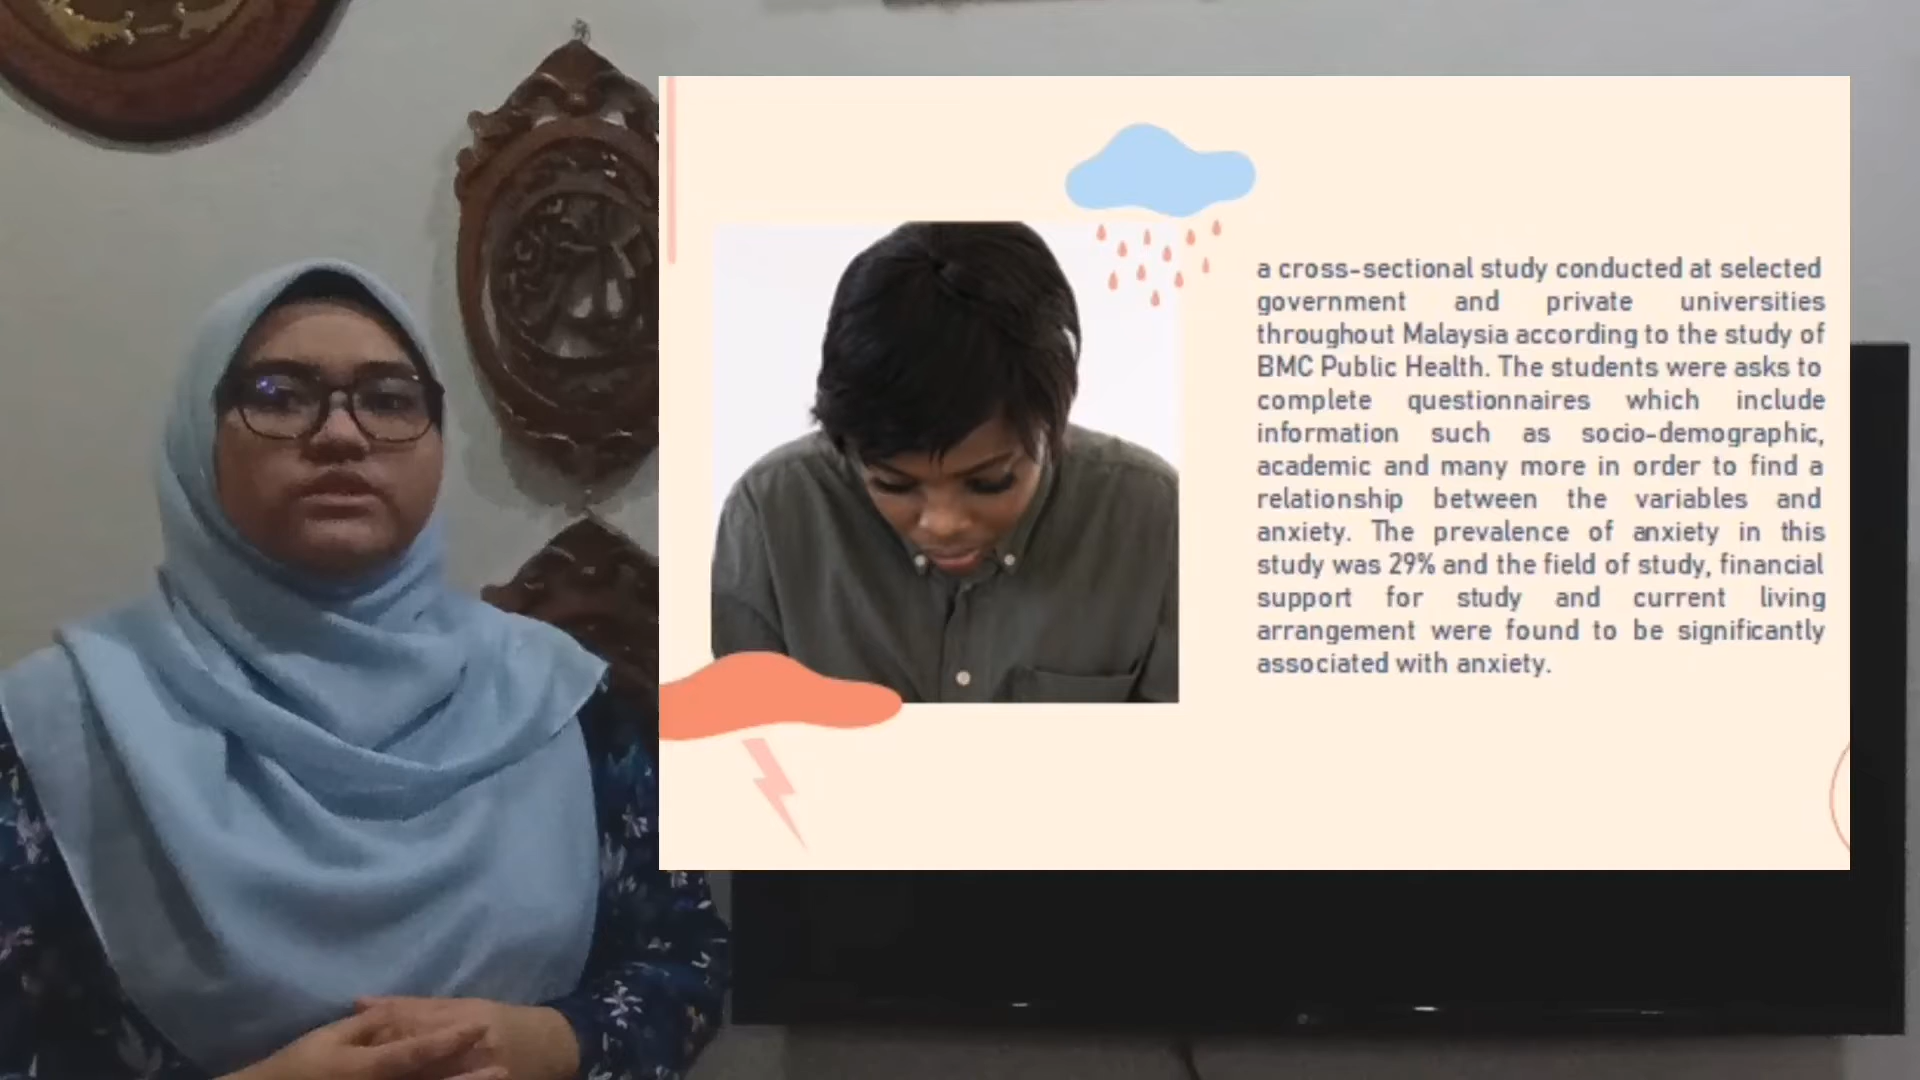 a cross-sectional study conducted at selected
government and private universities
throughout Malaysia according to the study of
BMC Public Health. The students were asks to
complete questionnaires which include
information such as socio-demographic,
academic and many more in order to find a
relationship between the variables and
anxiety. The prevalence of anxiety in this
study was 29% and the field of study, financial
support for study and current living
arrangement were found to be significantly
associated with anxiety.